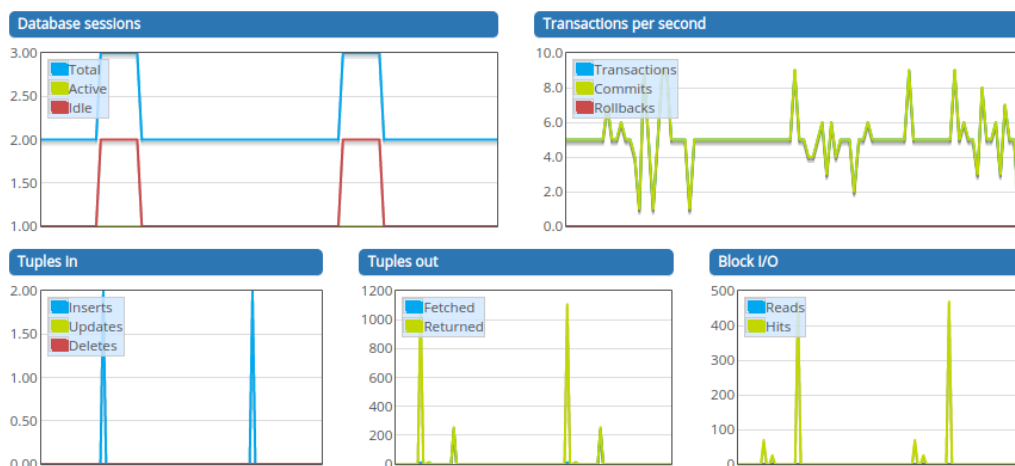 Database sessions
3.00
2.50
2.00
1.50
1.00
Total
Active
Idle
Transactions per second
10.0
8.0
6.0
4.0
2.0
0.0
Transactions
Commits
Rollbacks
Tuples In
2.00
1.50
1.00
0.50
0.00
Inserts
Updates
Deletes
Tuples out
1200
1000
800
600
400
200
0
Fetched
Returned
Block I/O
500
400
300
200
100
0
Reads
Hits